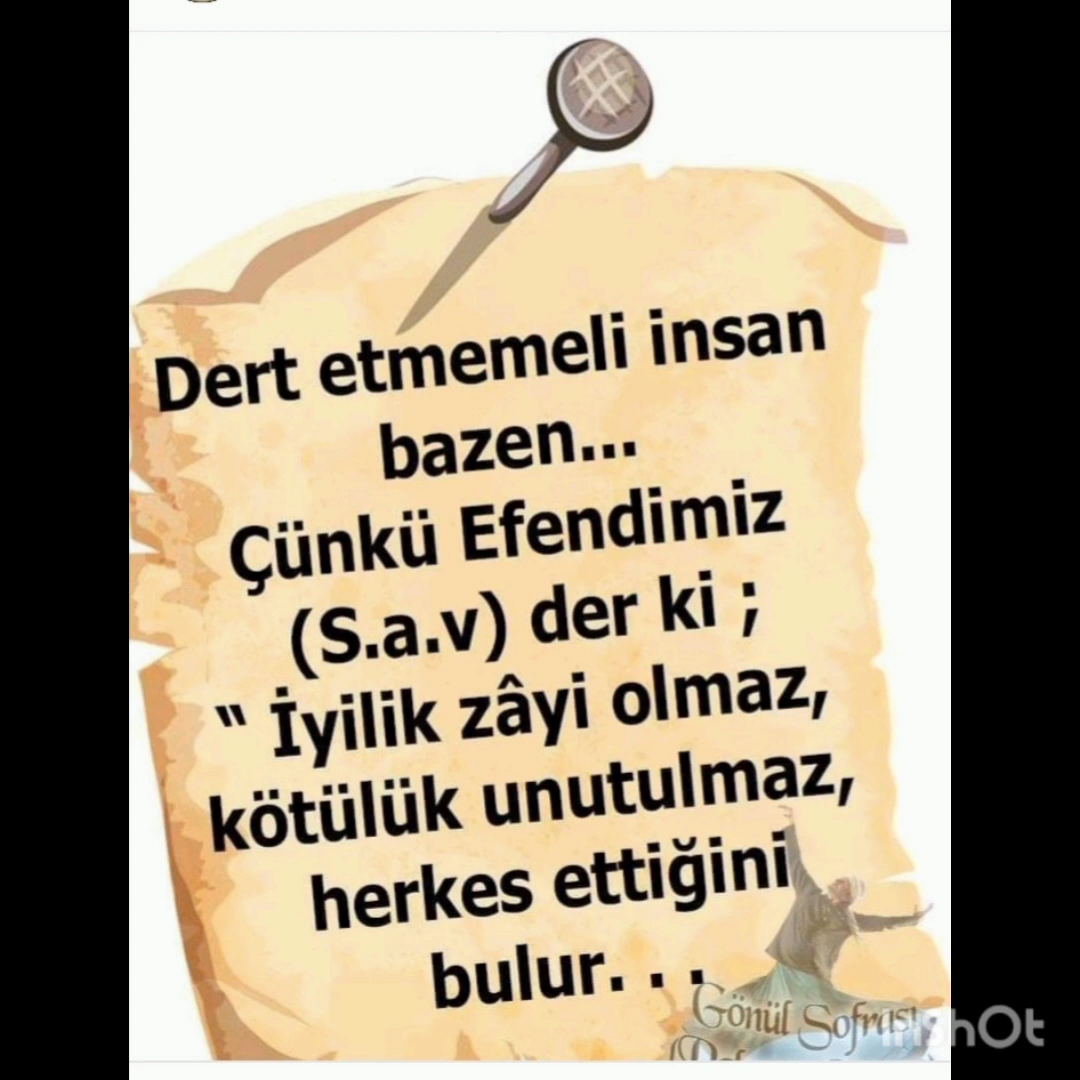 Dert etmemeli insan
bazen...
Çünkü Efendimiz
(S.a.v) der ki ;
" İyilik zâyi olmaz,
kötülük unutulmaz,
herkes ettiğini
bulur. . .
Gönül Sofrası